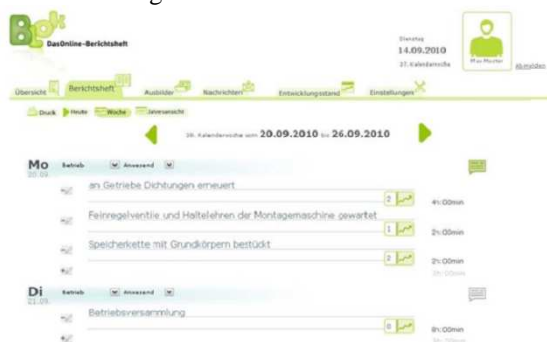 Blok
DasOnline-Berichtsheft
Dienstag
14.09.2010
37. Kalenderwoche
Max Muster
Abmelden
Übersicht Berichtsheft Ausbilder Nachrichten Entwicklungsstand Einstellungen
Druck Heute Woche Jahresansicht
38. Kalenderwoche vom 20.09.2010 bis 26.09.2010
Mo Betrieb Anwesend
20.09.
an Getriebe Dichtungen erneuert
2 4h:00min
Feinregelventile und Haltelehren der Montagemaschine gewartet
1 2h:00min
Speicherkette mit Grundkörpern bestückt
2 2h:00min
Di Betrieb Anwesend
21.09.
Betriebsversammlung
0 8h:00min